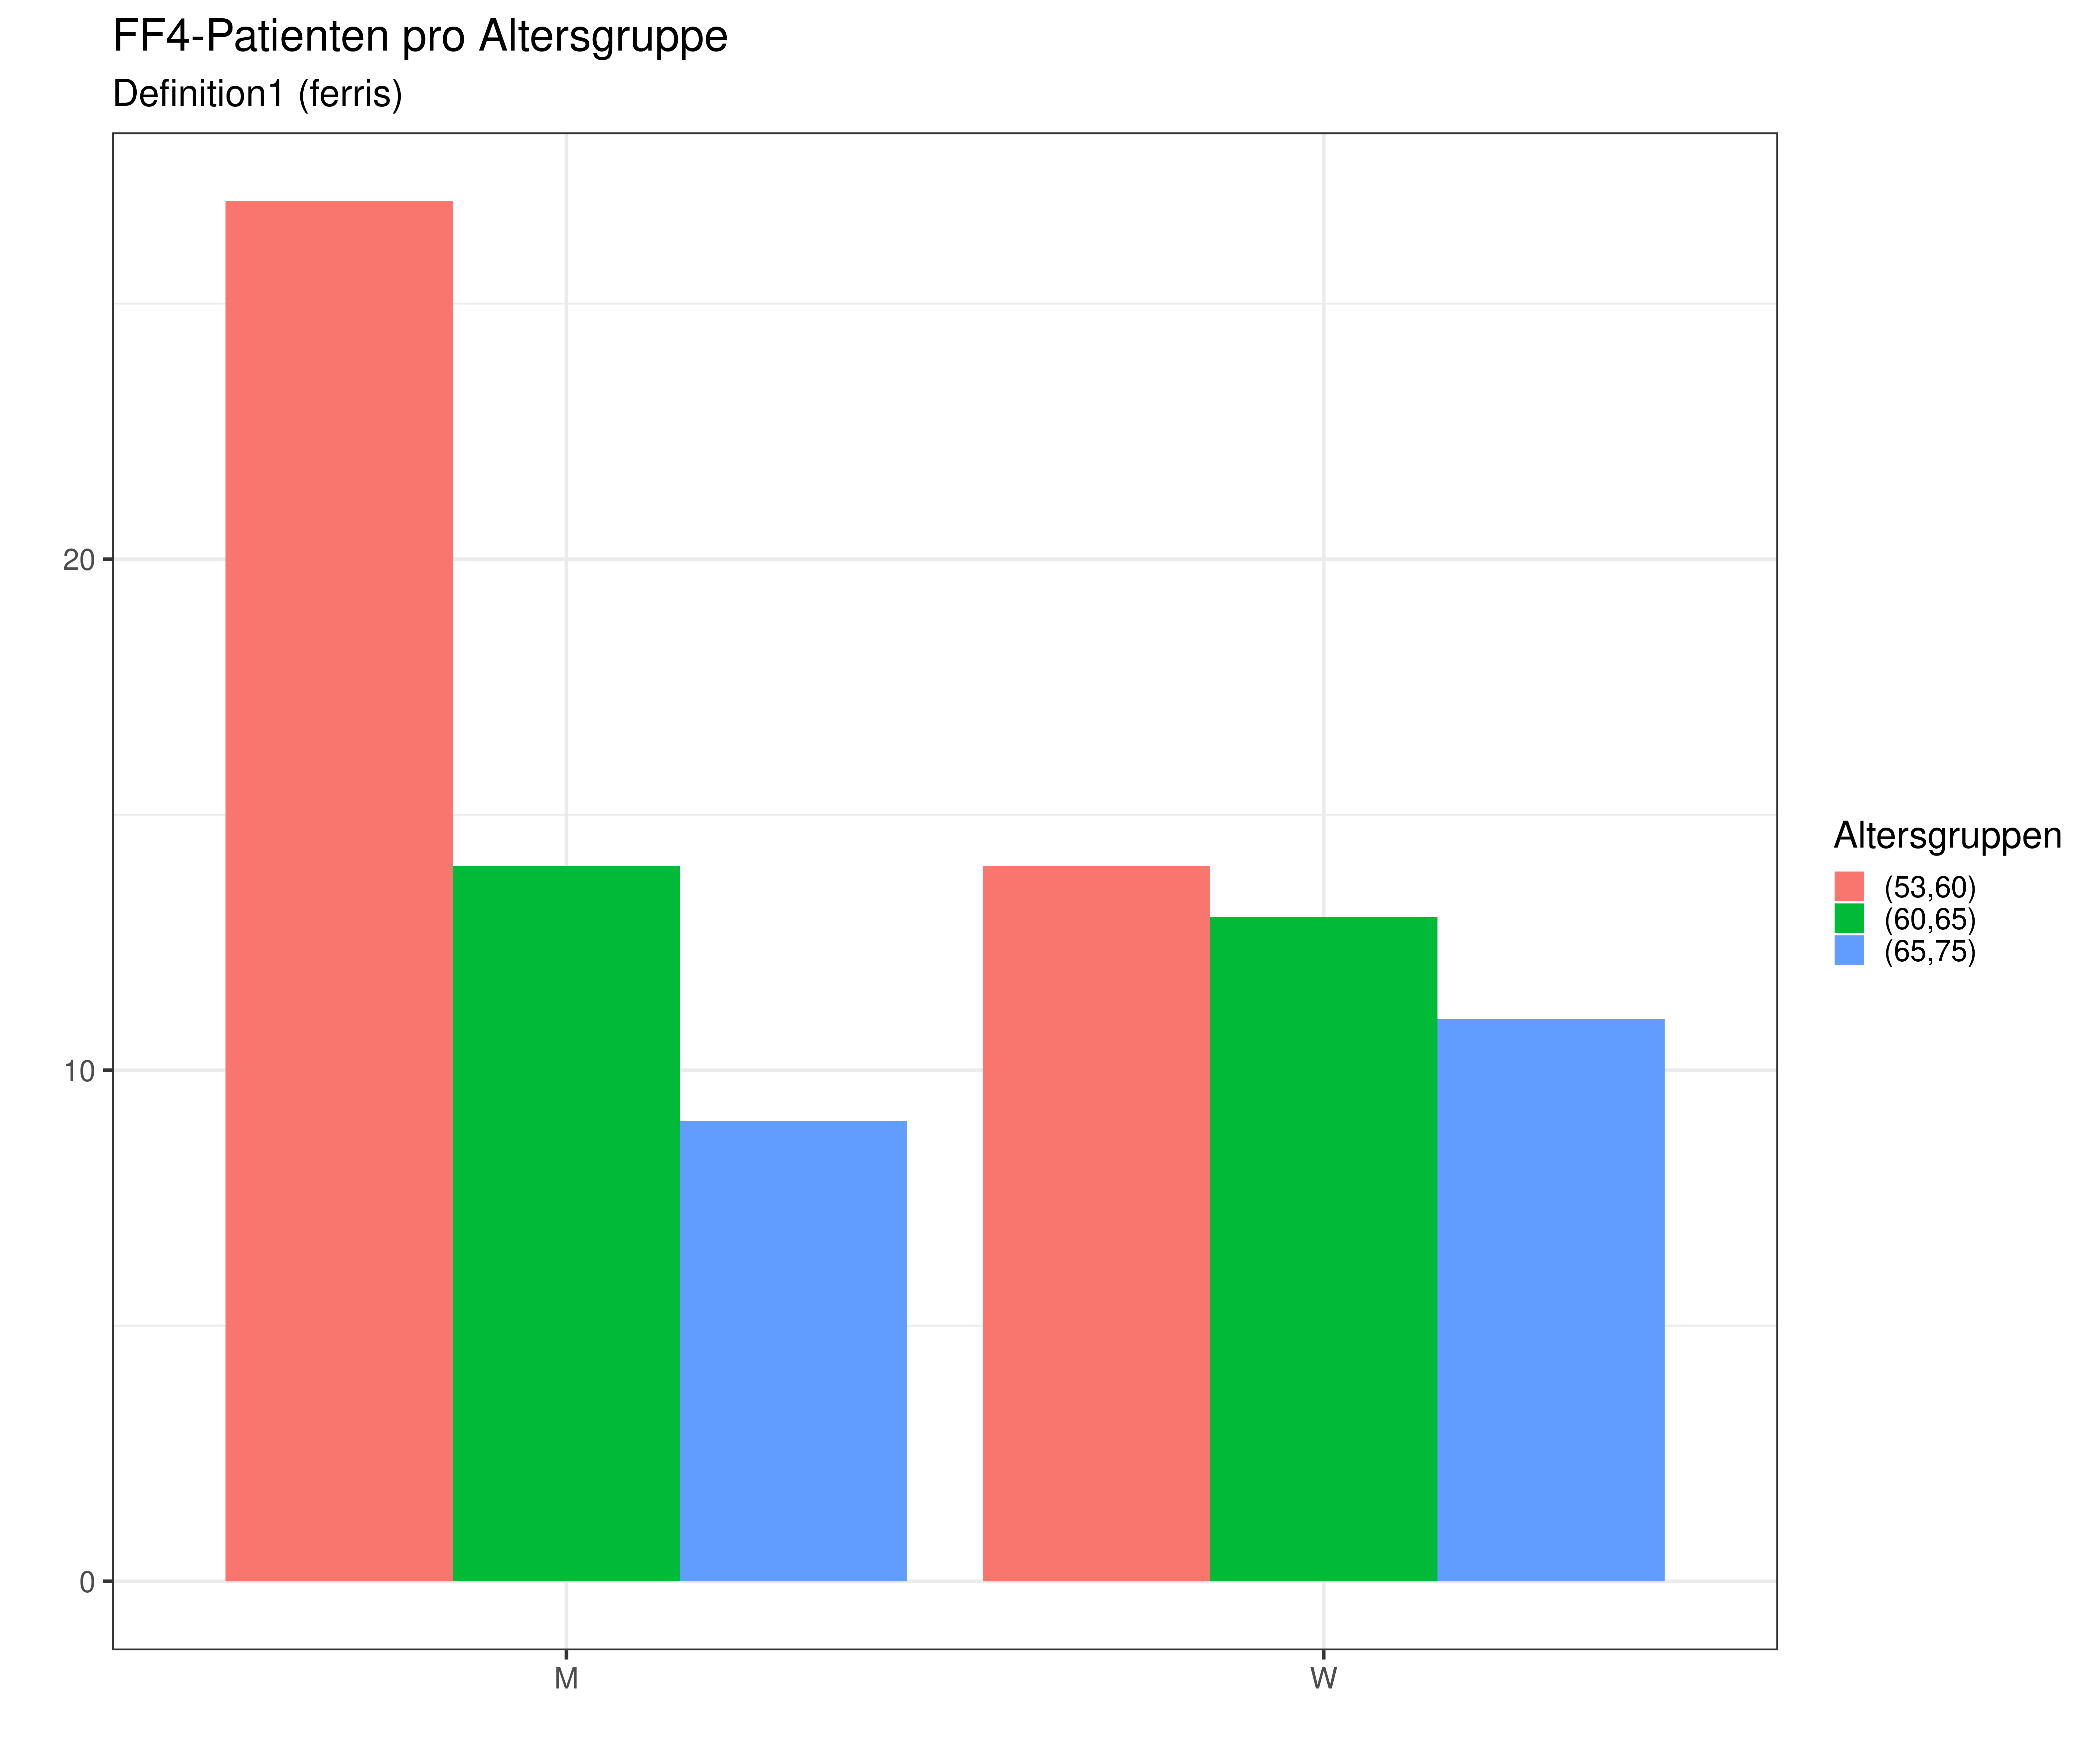 FF4-Patienten pro Altersgruppe
Definition1 (ferris)
20
10
0
M
W
Altersgruppen
(53,60)
(60,65)
(65,75)